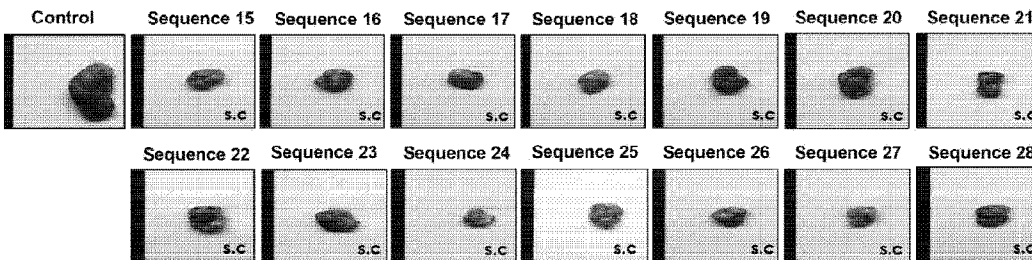 Control Sequence 15 Sequence 16 Sequence 17 Sequence 18 Sequence 19 Sequence 20 Sequence 21
s.c s.c s.c s.c s.c s.c s.c
Sequence 22 Sequence 23 Sequence 24 Sequence 25 Sequence 26 Sequence 27 Sequence 28
s.c s.c s.c s.c s.c s.c s.c